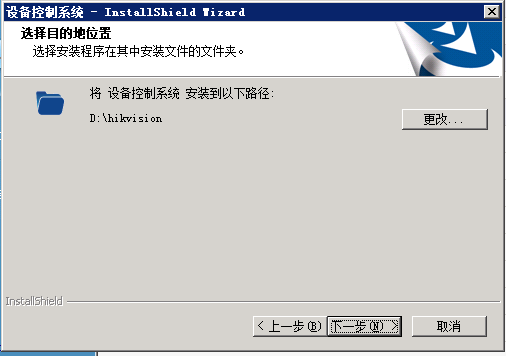 设备控制系统 - InstallShield Wizard
选择目的地位置
选择安装程序在其中安装文件的文件夹。
将 设备控制系统 安装到以下路径:
D:\hikvision
更改...
InstallShield
< 上一步(B)
下一步(N) >
取消